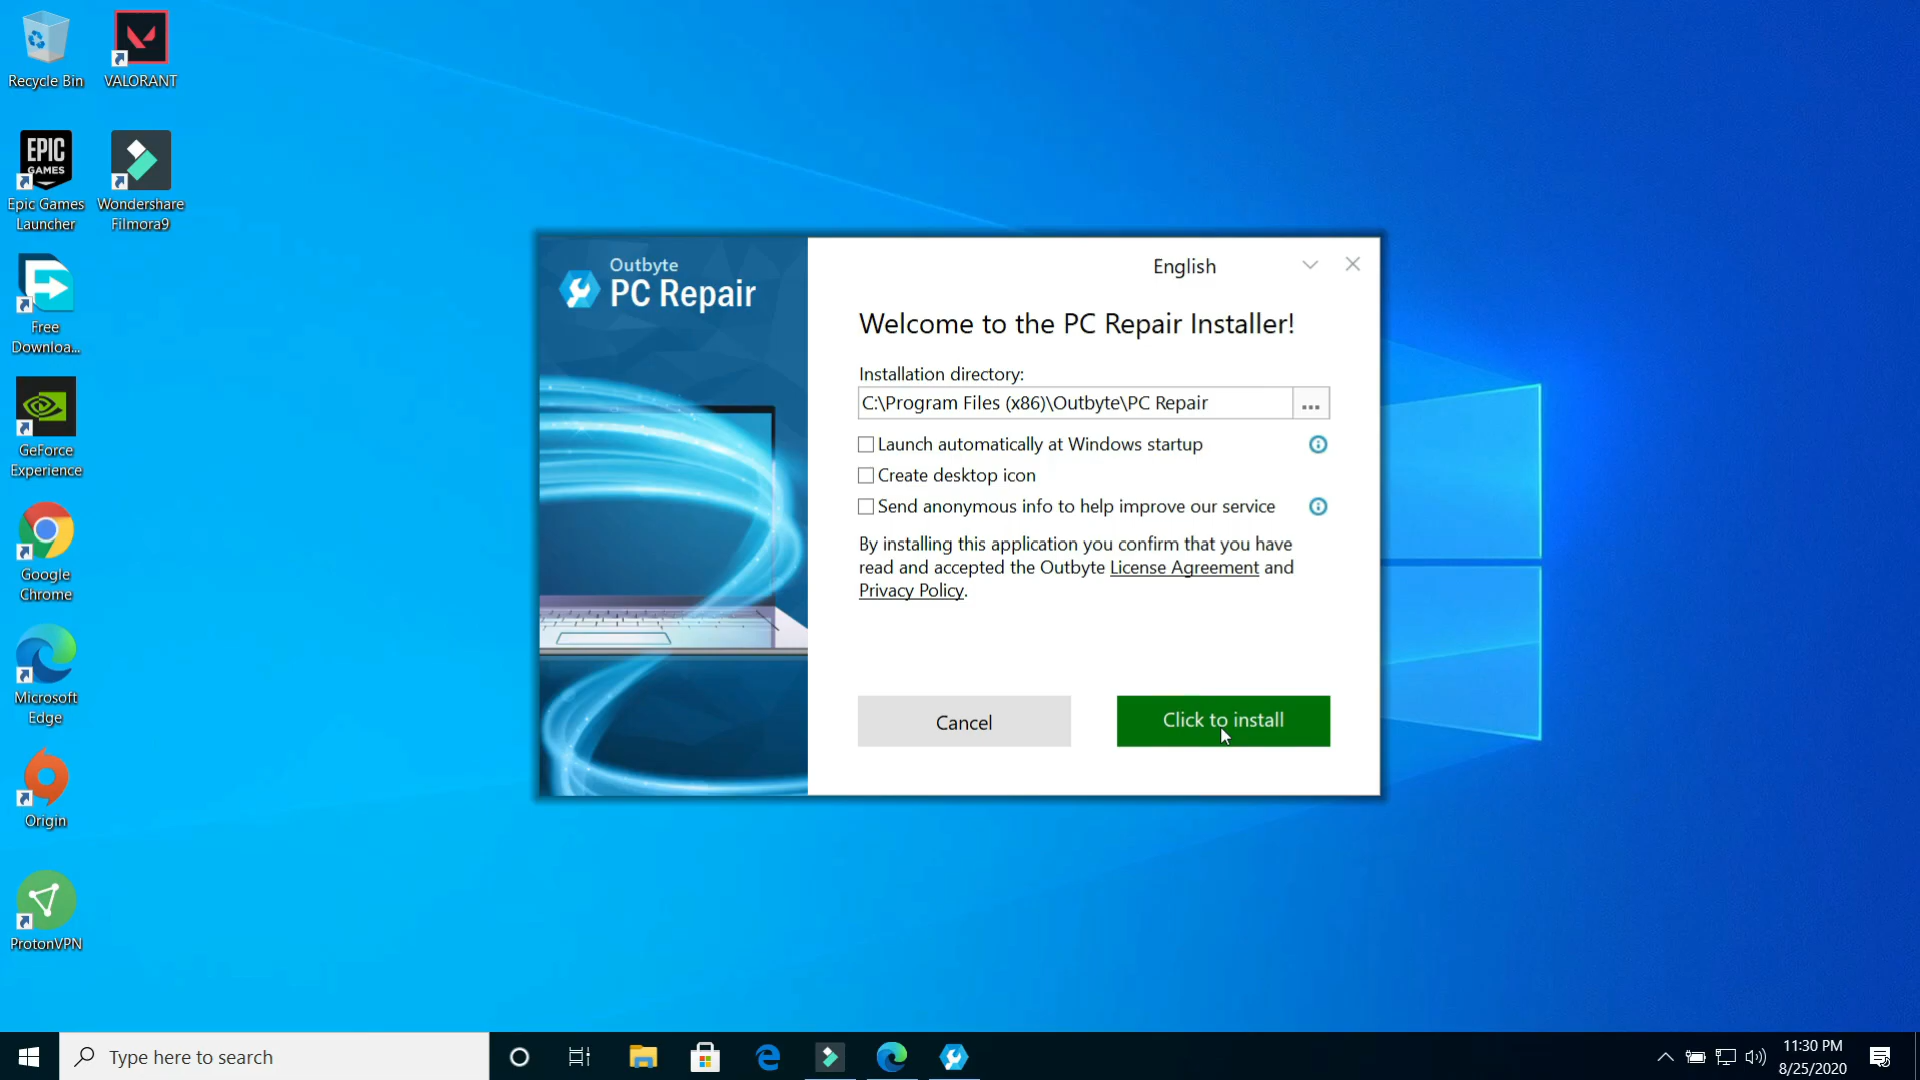 Recycle Bin
VALORANT
EPIC
GAMES
Epic Games
Launcher
Wondershare
Filmora9
Free
Downloa...
GeForce
Experience
Google
Chrome
Microsoft
Edge
Origin
ProtonVPN
Outbyte
PC Repair
English
Welcome to the PC Repair Installer!
Installation directory:
C:\Program Files (x86)\Outbyte\PC Repair
...
Launch automatically at Windows startup
Create desktop icon
Send anonymous info to help improve our service
By installing this application you confirm that you have
read and accepted the Outbyte License Agreement and
Privacy Policy.
Cancel
Click to install
Type here to search
11:30 PM
8/25/2020